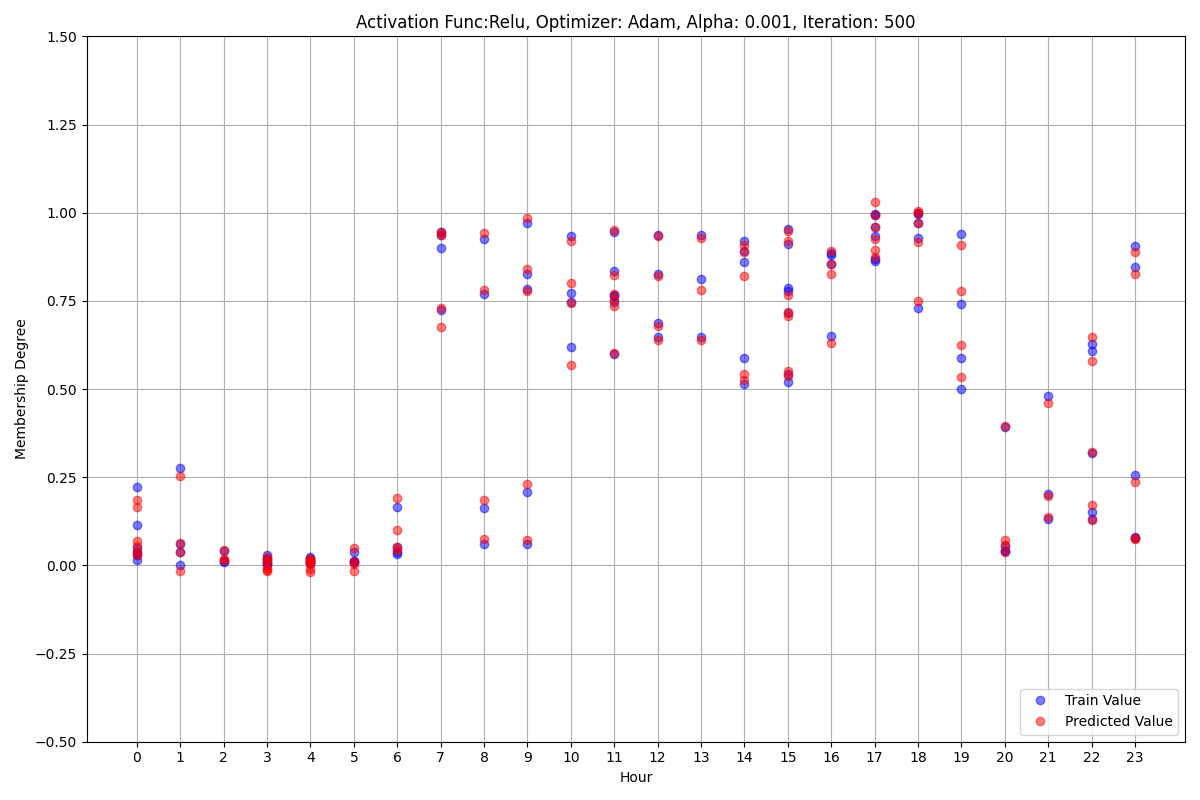 Activation Func:Relu, Optimizer: Adam, Alpha: 0.001, Iteration: 500
1.50
1.25
1.00
0.75
0.50
0.25
0.00
−0.25
−0.50
Membership Degree
Train Value
Predicted Value
0 1 2 3 4 5 6 7 8 9 10 11 12 13 14 15 16 17 18 19 20 21 22 23
Hour